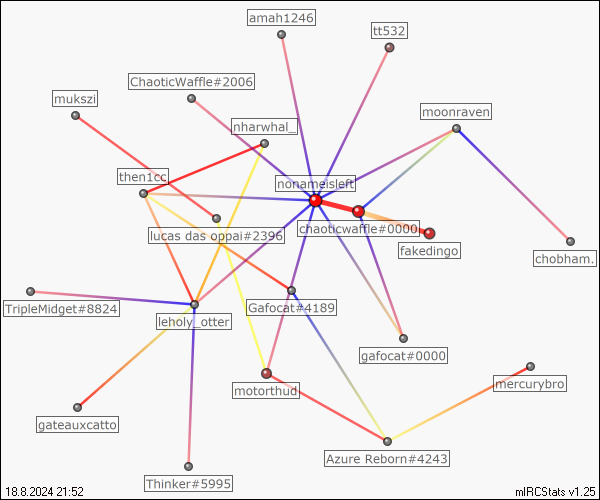 amah1246
tt532
ChaoticWaffle#2006
mukszi
moonraven
nharwhal_
then1cc
nonameisleft
chaoticwaffle#0000
lucas das oppai#2396
fakedingo
chobham.
TripleMidget#8824
Gafocat#4189
leholy_otter
gafocat#0000
motorthud
mercurybro
gateauxcatto
Azure Reborn#4243
Thinker#5995
18.8.2024 21:52
mIRCStats v1.25